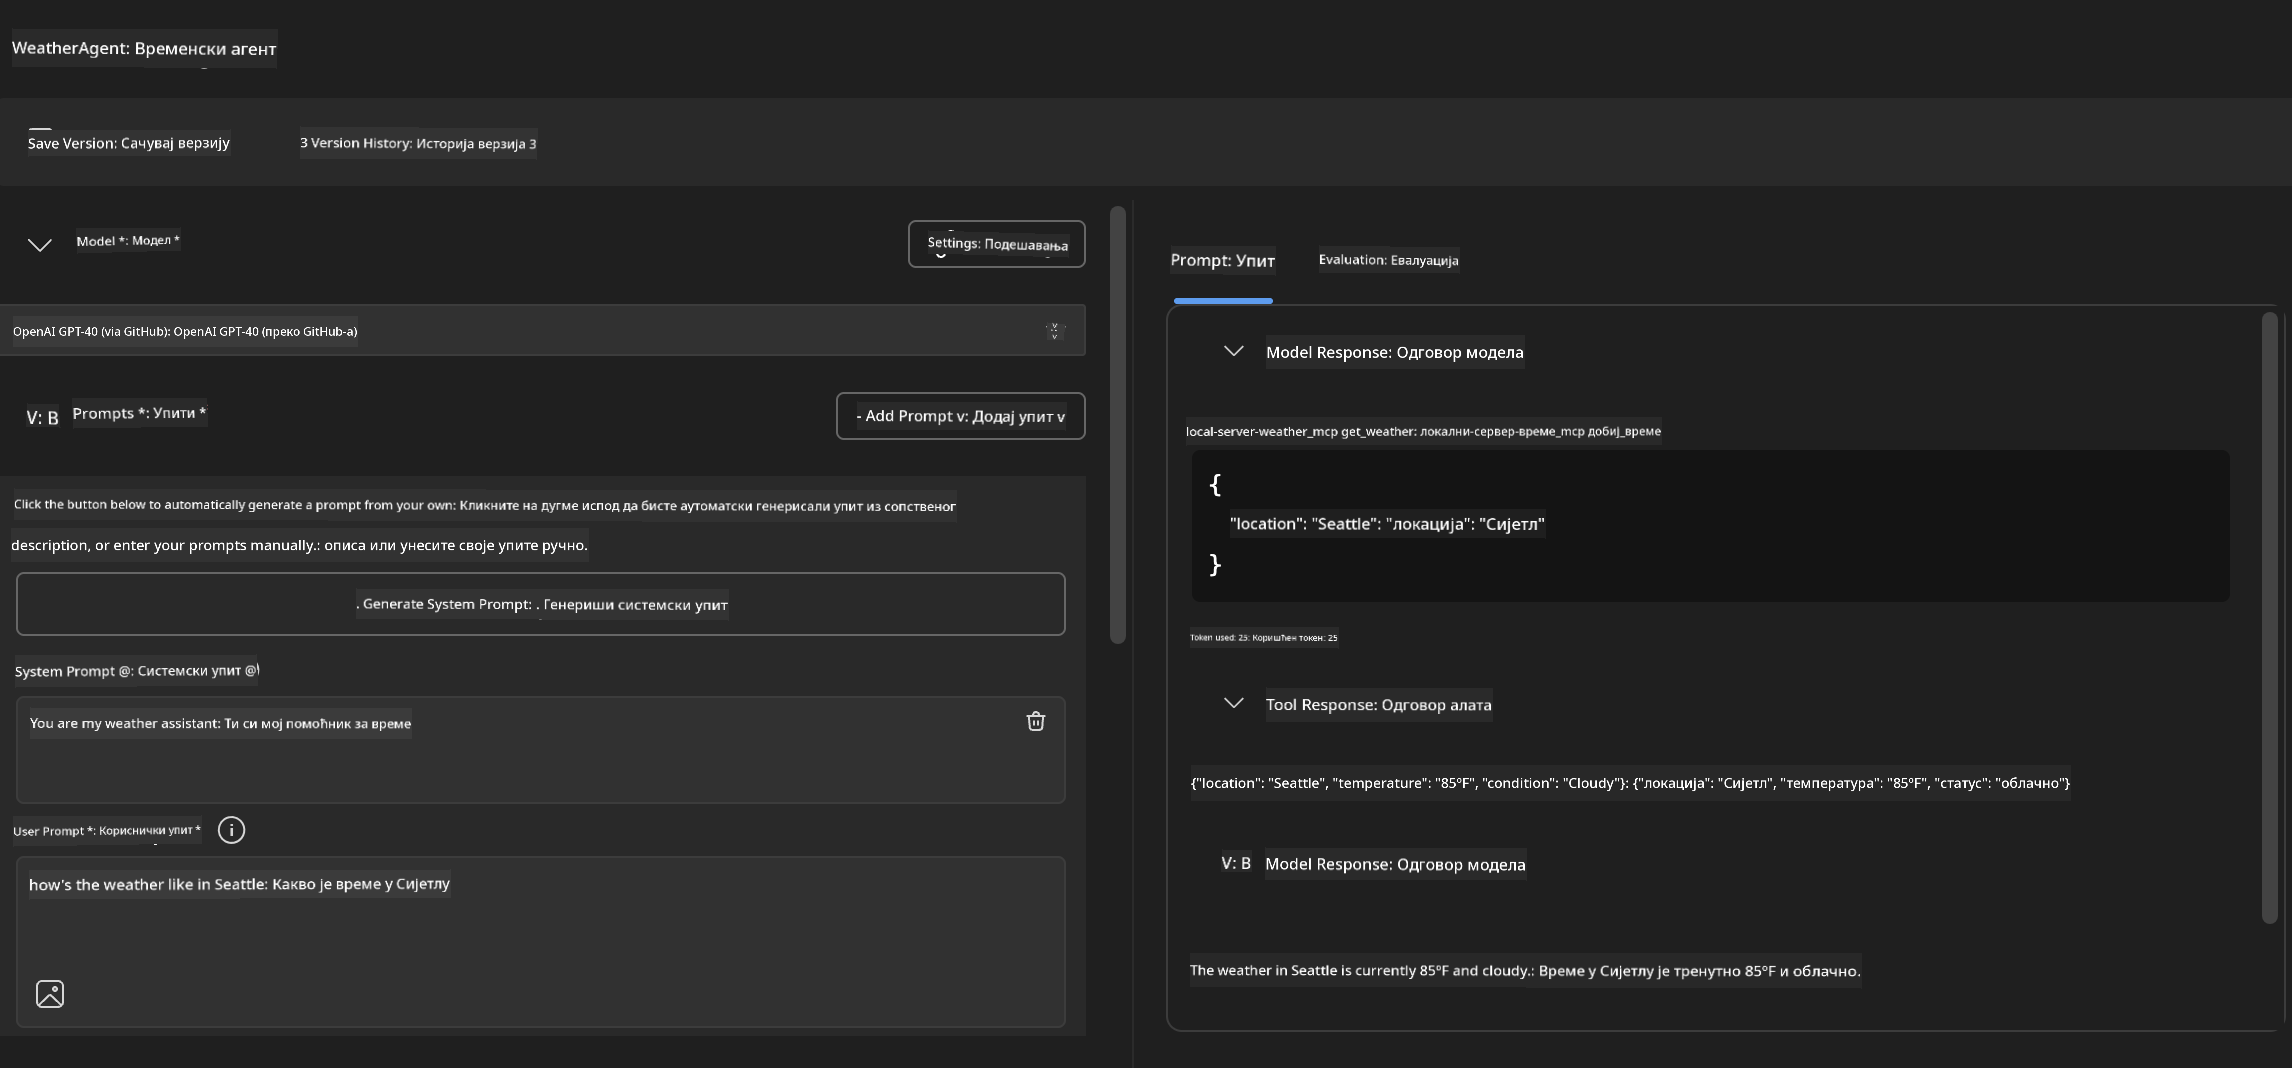 WeatherAgent: Временски агент
Save Version: Сачувај верзију
3 Version History: Историја верзија 3
Model *: Модел *
Settings: Подешавања
OpenAI GPT-40 (via GitHub): OpenAI GPT-40 (преко GitHub-а)
V: В
Prompts *: Упити *
- Add Prompt v: Додај упит v
Click the button below to automatically generate a prompt from your own: Кликните на дугме испод да бисте аутоматски генерисали упит из сопственог
description, or enter your prompts manually.: описа или унесите своје упите ручно.
. Generate System Prompt: . Генериши системски упит
System Prompt @: Системски упит @\
You are my weather assistant: Ти си мој помоћник за време
User Prompt *: Кориснички упит *
how's the weather like in Seattle: Какво је време у Сијетлу
Prompt: Упит
Evaluation: Евалуација
Model Response: Одговор модела
local-server-weather_mcp get_weather: локални-сервер-време_mcp добиј_време
{
"location": "Seattle": "локација": "Сијетл"
}
Token used: 25: Коришћен токен: 25
Tool Response: Одговор алата
{"location": "Seattle", "temperature": "85°F", "condition": "Cloudy"}: {"локација": "Сијетл", "температура": "85°F", "статус": "облачно"}
V: В
Model Response: Одговор модела
The weather in Seattle is currently 85°F and cloudy.: Време у Сијетлу је тренутно 85°F и облачно.